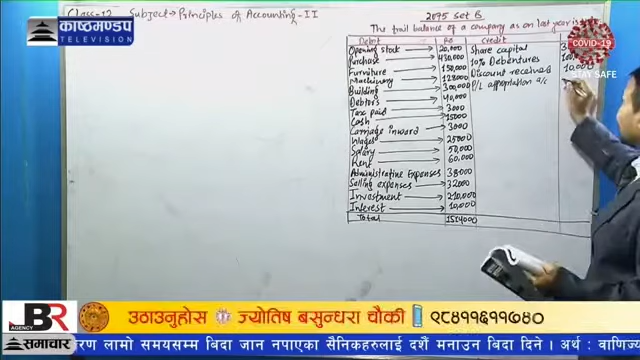 Class-12 Subject→Principles of Accounting-II
2075 Set B
The trail balance of a company as on last year is
काष्ठमण्डप
TELEVISION
COVID-19
STAY SAFE
Debit Rs Credit
Opening stock → 20,000 Share capital
Purchase → 430,000 10% Debentures
Furniture → 150,000 Discount received 10,000
Machinery → 128000 P/L appropriation a/c
Building → 300,000
Debtors → 40,000
Tax paid → 3000
Cash → 15000
Carriage inward → 3000
Wages → 25000
Salary → 50,000
Rent → 60,000
Administrative Expenses → 38000
Selling expenses → 32000
Investment → 210,000
Interest → 10,000
Total 1514000
JBR
AGENCY
उठाउनुहोस ज्योतिष बसुन्धरा चौकी ९८४११६११७४०
समाचार
रण लामो समयसम्म बिदा जान नपाएका सैनिकहरुलाई दशैं मनाउन बिदा दिने । अर्थ : वाणिज्य